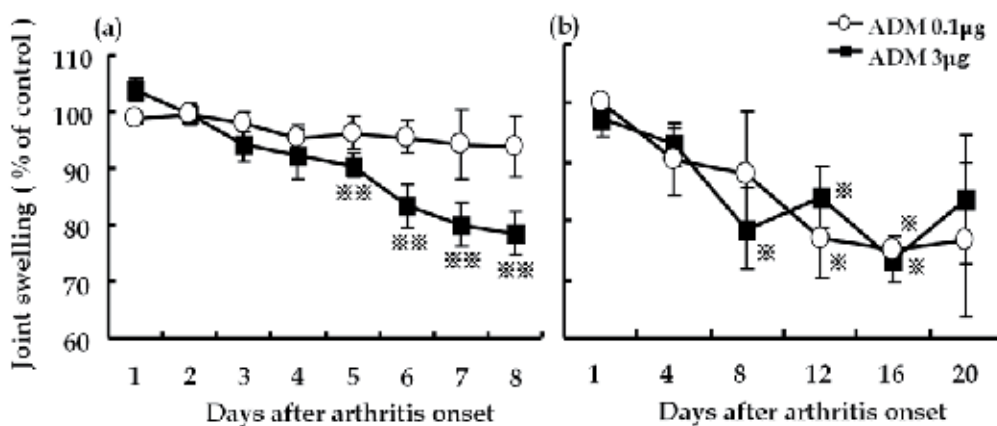 (a)
(b)
ADM 0.1μg
ADM 3μg
Joint swelling ( % of control )
110
100
90
80
70
60
※※
※※
※※
※※
※
※
※
※
※
1 2 3 4 5 6 7 8
1 4 8 12 16 20
Days after arthritis onset
Days after arthritis onset